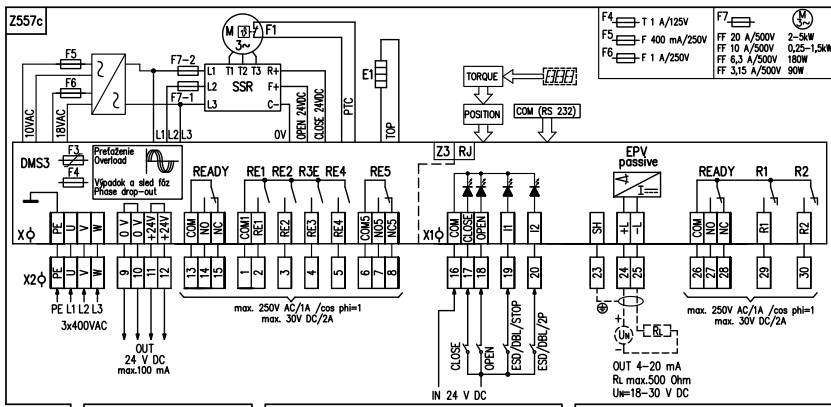 Z557c
F4 T 1 A/125V
F5 F 400 mA/250V
F6 F 1 A/250V
F7
M
3~
FF 20 A/500V 2-5kW
FF 10 A/500V 0,25-1,5kW
FF 6,3 A/500V 180W
FF 3,15 A/500V 90W
F5
F6
F7-2
F7-1
M
3~
F1
T1 T2 T3
L1
L2
L3
SSR
R+
F+
C-
E1
TORQUE
POSITION
COM (RS 232)
10VAC
18VAC
L1 L2 L3
0V
OPEN 24VDC
CLOSE 24VDC
PTC
TOP
DMS3
F3
F4
Preťaženie
Overload
Výpadok a sled fáz
Phase drop-out
READY
RE1 RE2 R3E RE4
RE5
Z3 RJ
EPV
passive
READY
R1
R2
X
PE U V W
0 V 0 V +24V +24V
COM NO NC
COM1 RE1 RE2 RE3 RE4
COM5 NO5 NC5
X1
COM CLOSE OPEN I1 I2
SH +L -L
COM NO NC R1 R2
X2
PE U V W
9 10 11 12
13 14 15
1 2 3 4 5
6 7 8
16 17 18 19 20
23 24 25
26 27 28 29 30
PE L1 L2 L3
3x400VAC
OUT
24 V DC
max.100 mA
max. 250V AC/1A /cos phi=1
max. 30V DC/2A
CLOSE
OPEN
ESD/DBL/STOP
ESD/DBL/2P
IN 24 V DC
+
UN
-
RL
OUT 4-20 mA
RL max.500 Ohm
UN=18-30 V DC
max. 250V AC/1A /cos phi=1
max. 30V DC/2A